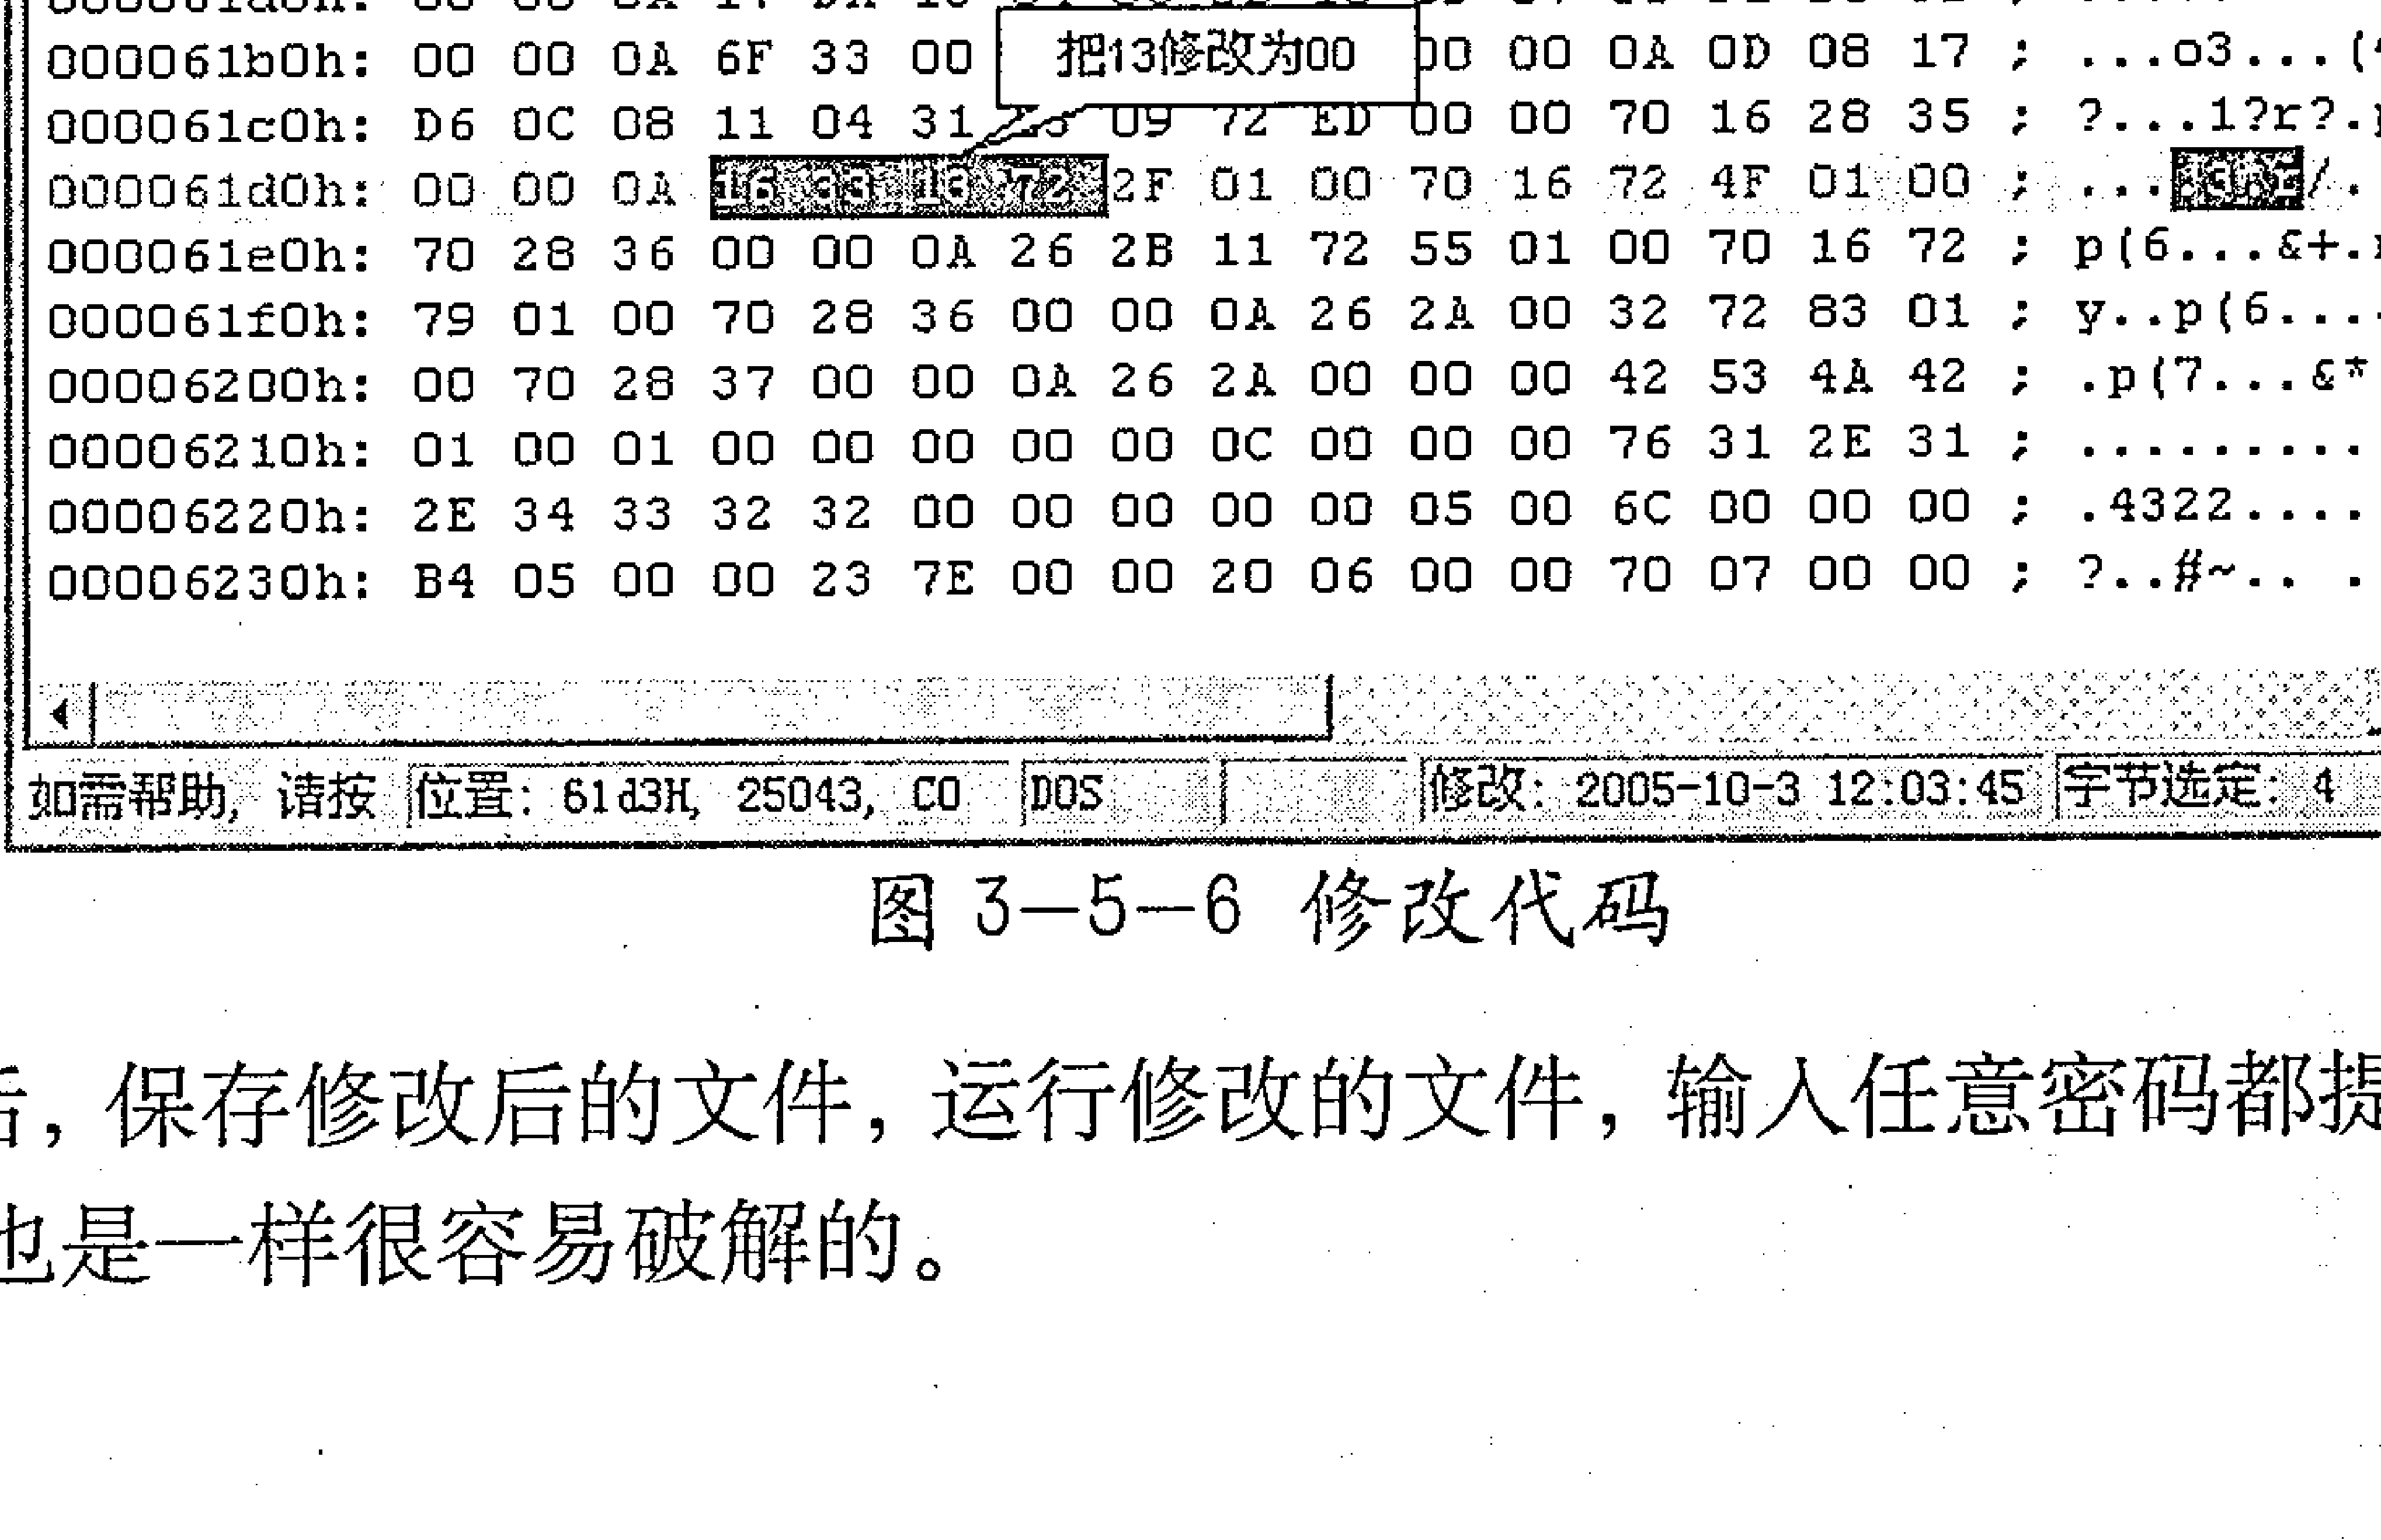 000061b0h: 00 00 0A 6F 33 00 把13修改为00 00 00 0A 0D 08 17 ; ...o3...(
000061c0h: D6 0C 08 11 04 31 09 72 ED 00 00 70 16 28 35 ; ?...1?r?.p
000061d0h: 00 00 0A 16 33 13 72 2F 01 00 70 16 72 4F 01 00 ; .../.
000061e0h: 70 28 36 00 00 0A 26 2B 11 72 55 01 00 70 16 72 ; p(6...&+.r
000061f0h: 79 01 00 70 28 36 00 00 0A 26 2A 00 32 72 83 01 ; y..p(6....
00006200h: 00 70 28 37 00 00 0A 26 2A 00 00 00 42 53 4A 42 ; .p(7...&*
00006210h: 01 00 01 00 00 00 00 00 0C 00 00 00 76 31 2E 31 ; .........
00006220h: 2E 34 33 32 32 00 00 00 00 00 05 00 6C 00 00 00 ; .4322....
00006230h: B4 05 00 00 23 7E 00 00 20 06 00 00 70 07 00 00 ; ?..#~.. .
如需帮助, 请按 位置: 61d3H, 25043, C0 DOS 修改: 2005-10-3 12:03:45 字节选定: 4
图 3—5—6 修改代码
后，保存修改后的文件，运行修改的文件，输入任意密码都提
也是一样很容易破解的。